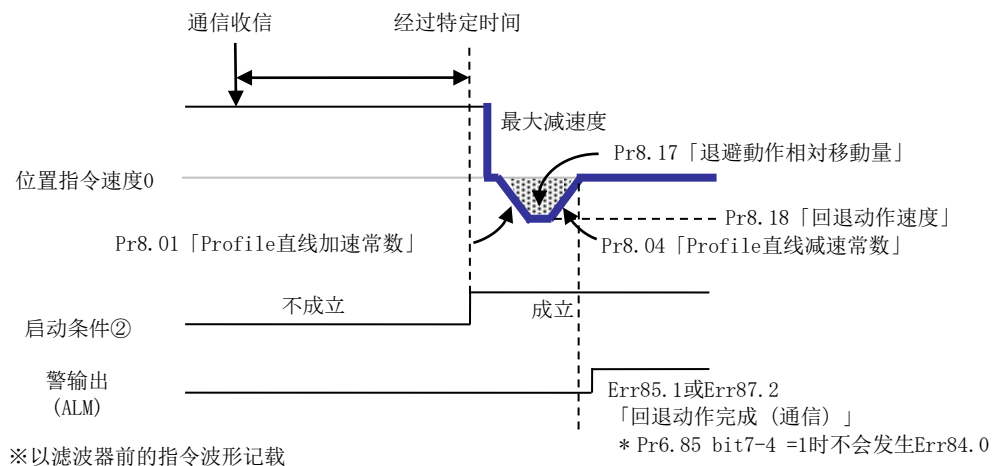 通信收信
经过特定时间
最大减速度
Pr8.17「退避動作相対移動量」
位置指令速度0
Pr8.18「回退动作速度」
Pr8.01「Profile直线加速常数」
Pr8.04「Profile直线减速常数」
不成立
成立
启动条件②
警输出
(ALM)
Err85.1或Err87.2
「回退动作完成（通信）」
* Pr6.85 bit7-4 =1时不会发生Err84.0
※以滤波器前的指令波形记载